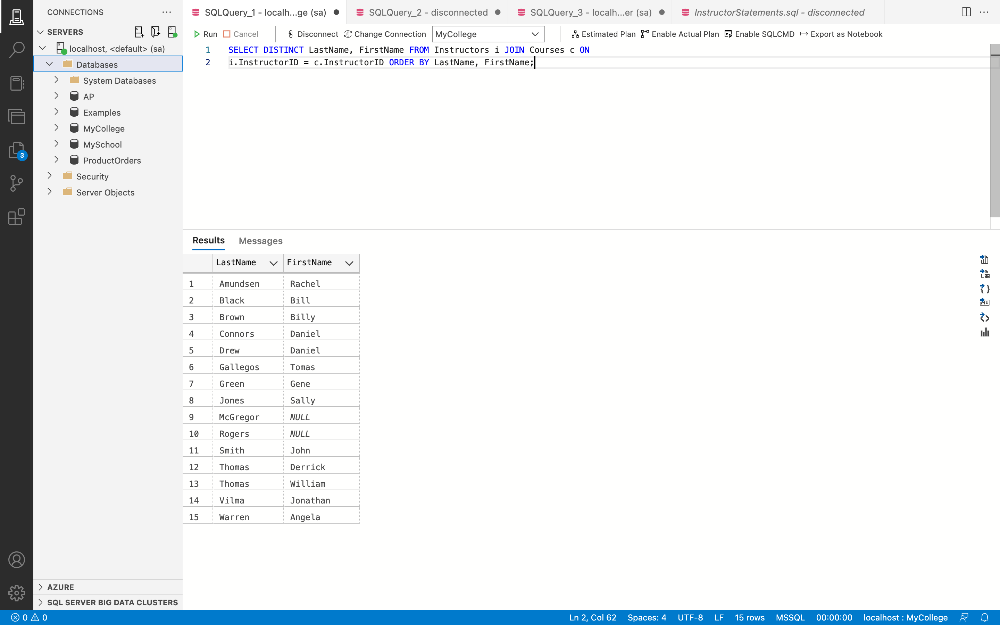 CONNECTIONS
SERVERS
localhost, <default> (sa)
Databases
System Databases
AP
Examples
MyCollege
MySchool
ProductOrders
Security
Server Objects
3
AZURE
SQL SERVER BIG DATA CLUSTERS
SQLQuery_1 - localh...ge (sa)
SQLQuery_2 - disconnected
SQLQuery_3 - localh...er (sa)
InstructorStatements.sql - disconnected
Run Cancel Disconnect Change Connection MyCollege Estimated Plan Enable Actual Plan Enable SQLCMD Export as Notebook
1 SELECT DISTINCT LastName, FirstName FROM Instructors i JOIN Courses c ON
2 i.InstructorID = c.InstructorID ORDER BY LastName, FirstName;
Results Messages
LastName FirstName
1 Amundsen Rachel
2 Black Bill
3 Brown Billy
4 Connors Daniel
5 Drew Daniel
6 Gallegos Tomas
7 Green Gene
8 Jones Sally
9 McGregor NULL
10 Rogers NULL
11 Smith John
12 Thomas Derrick
13 Thomas William
14 Vilma Jonathan
15 Warren Angela
0 0 Ln 2, Col 62 Spaces: 4 UTF-8 LF 15 rows MSSQL 00:00:00 localhost : MyCollege